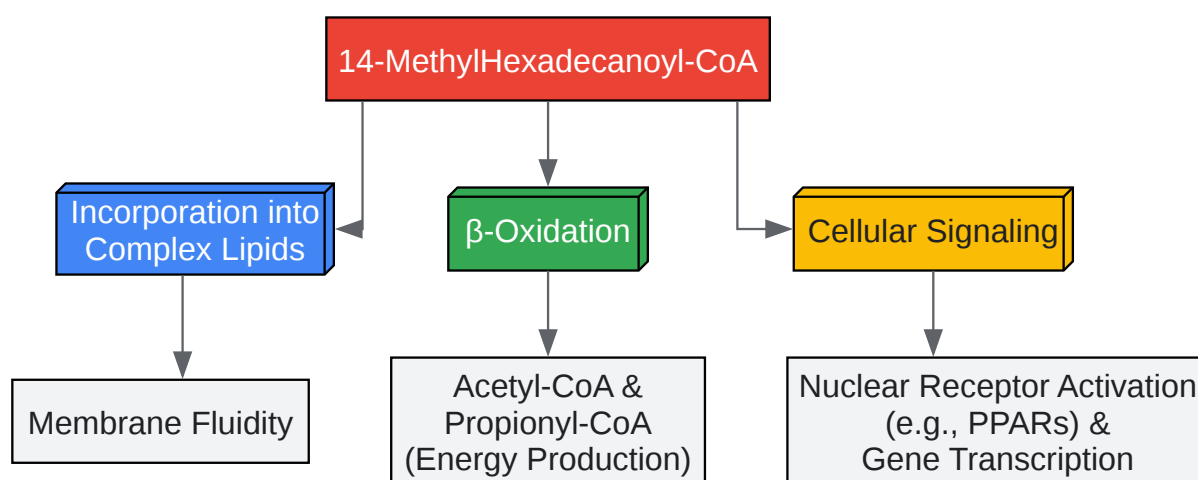 14-MethylHexadecanoyl-CoA
Incorporation into
Complex Lipids
β-Oxidation
Cellular Signaling
Membrane Fluidity
Acetyl-CoA &
Propionyl-CoA
(Energy Production)
Nuclear Receptor Activation
(e.g., PPARs) &
Gene Transcription